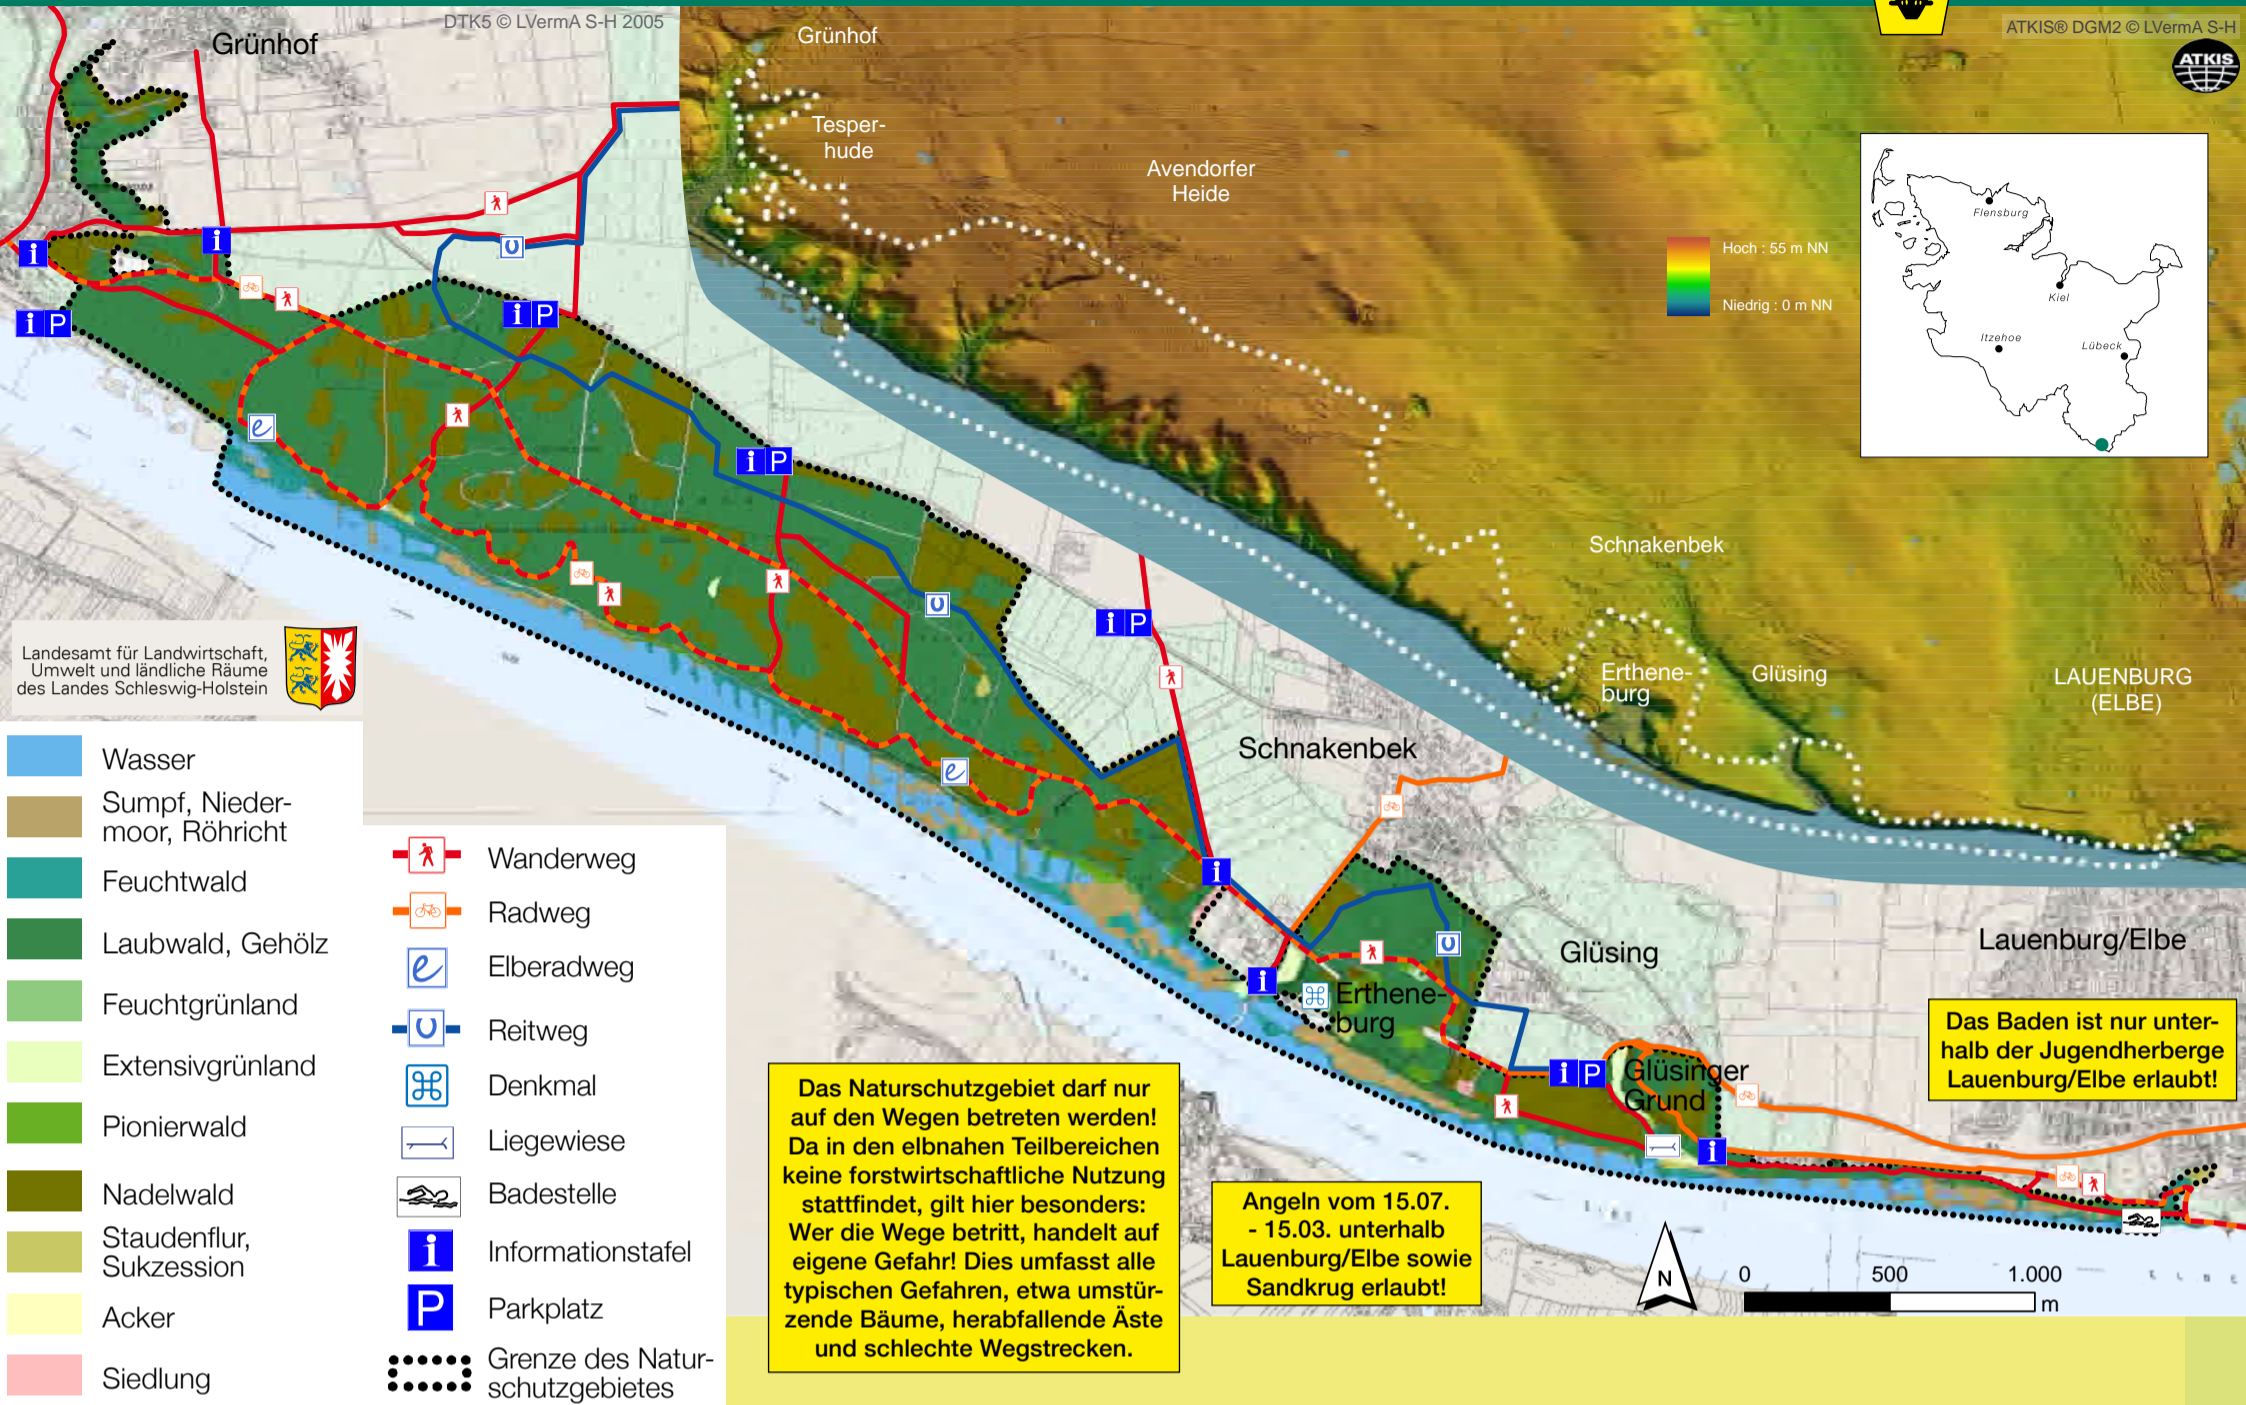 DTK5 © LVermA S-H 2005
ATKIS® DGM2 © LVermA S-H
ATKIS
Grünhof
Grünhof
Tesper-
hude
Avendorfer
Heide
Hoch : 55 m NN
Niedrig : 0 m NN
Flensburg
Kiel
Itzehoe
Lübeck
Schnakenbek
Erthene-
burg
Glüsing
LAUENBURG
(ELBE)
i
i
i P
i P
i P
i P
e
Landesamt für Landwirtschaft,
Umwelt und ländliche Räume
des Landes Schleswig-Holstein
Schnakenbek
e
i
i
Erthene-
burg
Glüsing
Lauenburg/Elbe
i P
Glüsinger
Grund
i
Wasser
Sumpf, Nieder-
moor, Röhricht
Feuchtwald
Laubwald, Gehölz
Feuchtgrünland
Extensivgrünland
Pionierwald
Nadelwald
Staudenflur,
Sukzession
Acker
Siedlung
Wanderweg
Radweg
e Elberadweg
Reitweg
Denkmal
Liegewiese
Badestelle
i Informationstafel
P Parkplatz
Grenze des Natur-
schutzgebietes
Das Naturschutzgebiet darf nur
auf den Wegen betreten werden!
Da in den elbnahen Teilbereichen
keine forstwirtschaftliche Nutzung
stattfindet, gilt hier besonders:
Wer die Wege betritt, handelt auf
eigene Gefahr! Dies umfasst alle
typischen Gefahren, etwa umstür-
zende Bäume, herabfallende Äste
und schlechte Wegstrecken.
Angeln vom 15.07.
- 15.03. unterhalb
Lauenburg/Elbe sowie
Sandkrug erlaubt!
Das Baden ist nur unter-
halb der Jugendherberge
Lauenburg/Elbe erlaubt!
N
0 500 1.000
m
E L B E